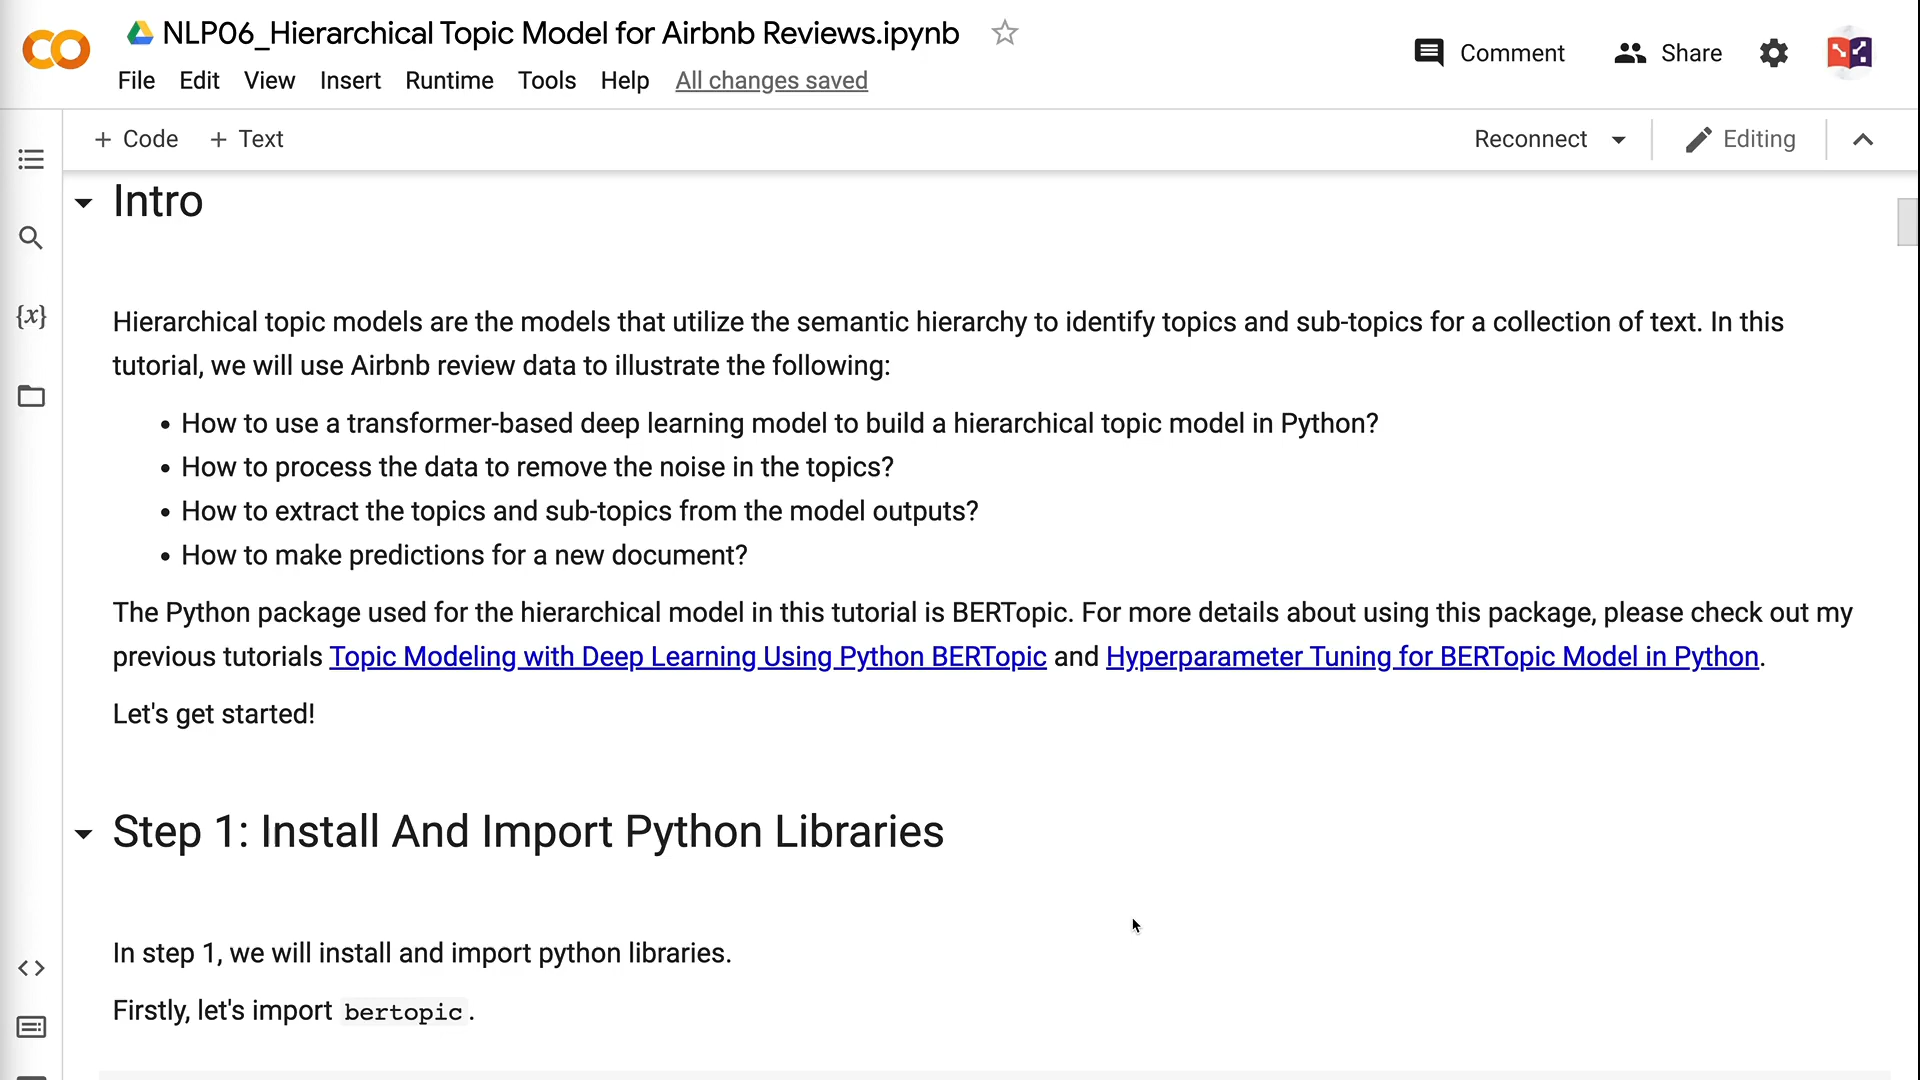 NLP06_Hierarchical Topic Model for Airbnb Reviews.ipynb
Comment Share
File Edit View Insert Runtime Tools Help All changes saved
+ Code + Text Reconnect Editing
Intro
{x}
Hierarchical topic models are the models that utilize the semantic hierarchy to identify topics and sub-topics for a collection of text. In this
tutorial, we will use Airbnb review data to illustrate the following:
• How to use a transformer-based deep learning model to build a hierarchical topic model in Python?
• How to process the data to remove the noise in the topics?
• How to extract the topics and sub-topics from the model outputs?
• How to make predictions for a new document?
The Python package used for the hierarchical model in this tutorial is BERTopic. For more details about using this package, please check out my
previous tutorials Topic Modeling with Deep Learning Using Python BERTopic and Hyperparameter Tuning for BERTopic Model in Python.
Let's get started!
Step 1: Install And Import Python Libraries
In step 1, we will install and import python libraries.
Firstly, let's import bertopic.